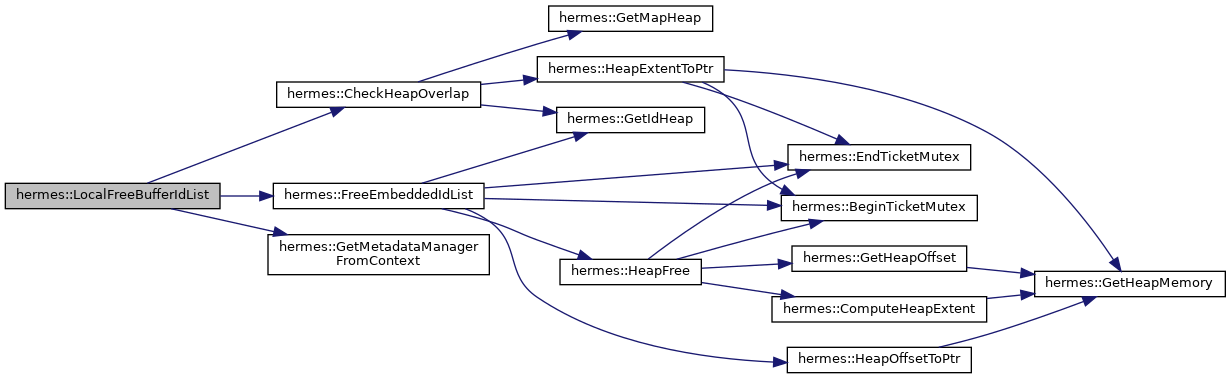 hermes::GetMapHeap
hermes::HeapExtentToPtr
hermes::CheckHeapOverlap
hermes::GetIdHeap
hermes::EndTicketMutex
hermes::LocalFreeBufferIdList
hermes::FreeEmbeddedIdList
hermes::BeginTicketMutex
hermes::GetMetadataManager
FromContext
hermes::GetHeapOffset
hermes::HeapFree
hermes::GetHeapMemory
hermes::ComputeHeapExtent
hermes::HeapOffsetToPtr